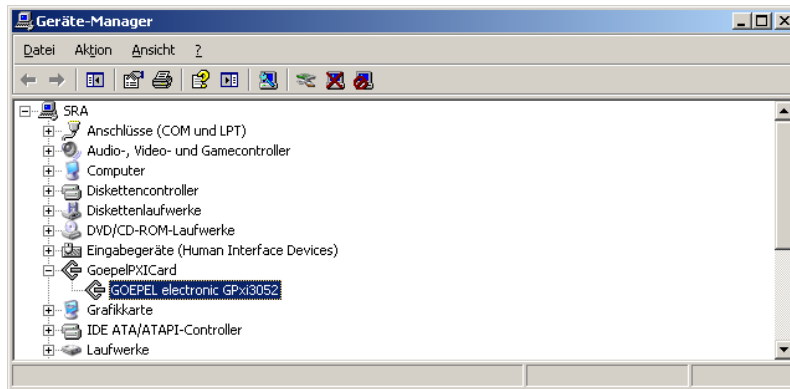 Geräte-Manager
Datei Aktion Ansicht ?
SRA
Anschlüsse (COM und LPT)
Audio-, Video- und Gamecontroller
Computer
Diskettencontroller
Diskettenlaufwerke
DVD/CD-ROM-Laufwerke
Eingabegeräte (Human Interface Devices)
GoepelPXICard
GOEPEL electronic GPxi3052
Grafikkarte
IDE ATA/ATAPI-Controller
Laufwerke